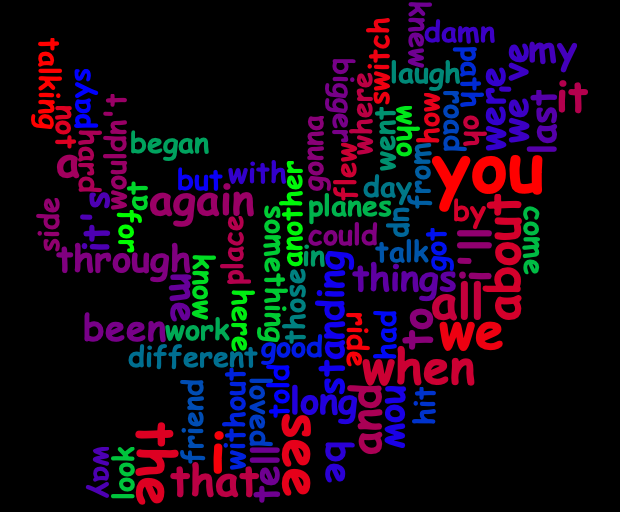 knew
damn
switch
talking
my
we've
were
path
laugh
bigger
where
pays
it
oh
road
how
who
went
last
not
hard
wouldn't
began
gonna
flew
from
you
a
but
with
day
another
at
again
planes
up
by
side
it's
for
something
place
could
come
about
i'll
got
talk
in
through
know
me
those
things
standing
all
to
here
been
work
ride
had
we
different
good
when
told
long
friend
without
loved
and
now
hit
see
be
the
i
that
tell
way
look